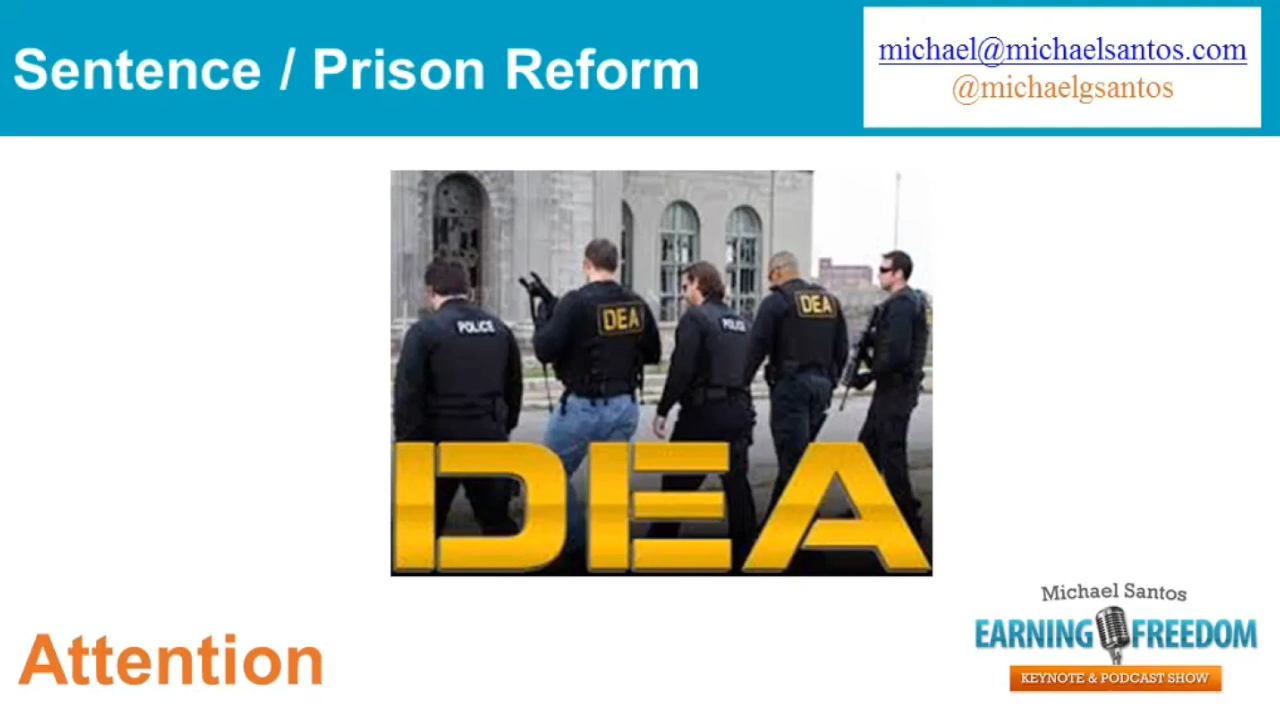 Sentence / Prison Reform
michael@michaelsantos.com
@michaelgsantos
POLICE
DEA
POLICE
DEA
DEA
Attention
Michael Santos
EARNING FREEDOM
KEYNOTE & PODCAST SHOW